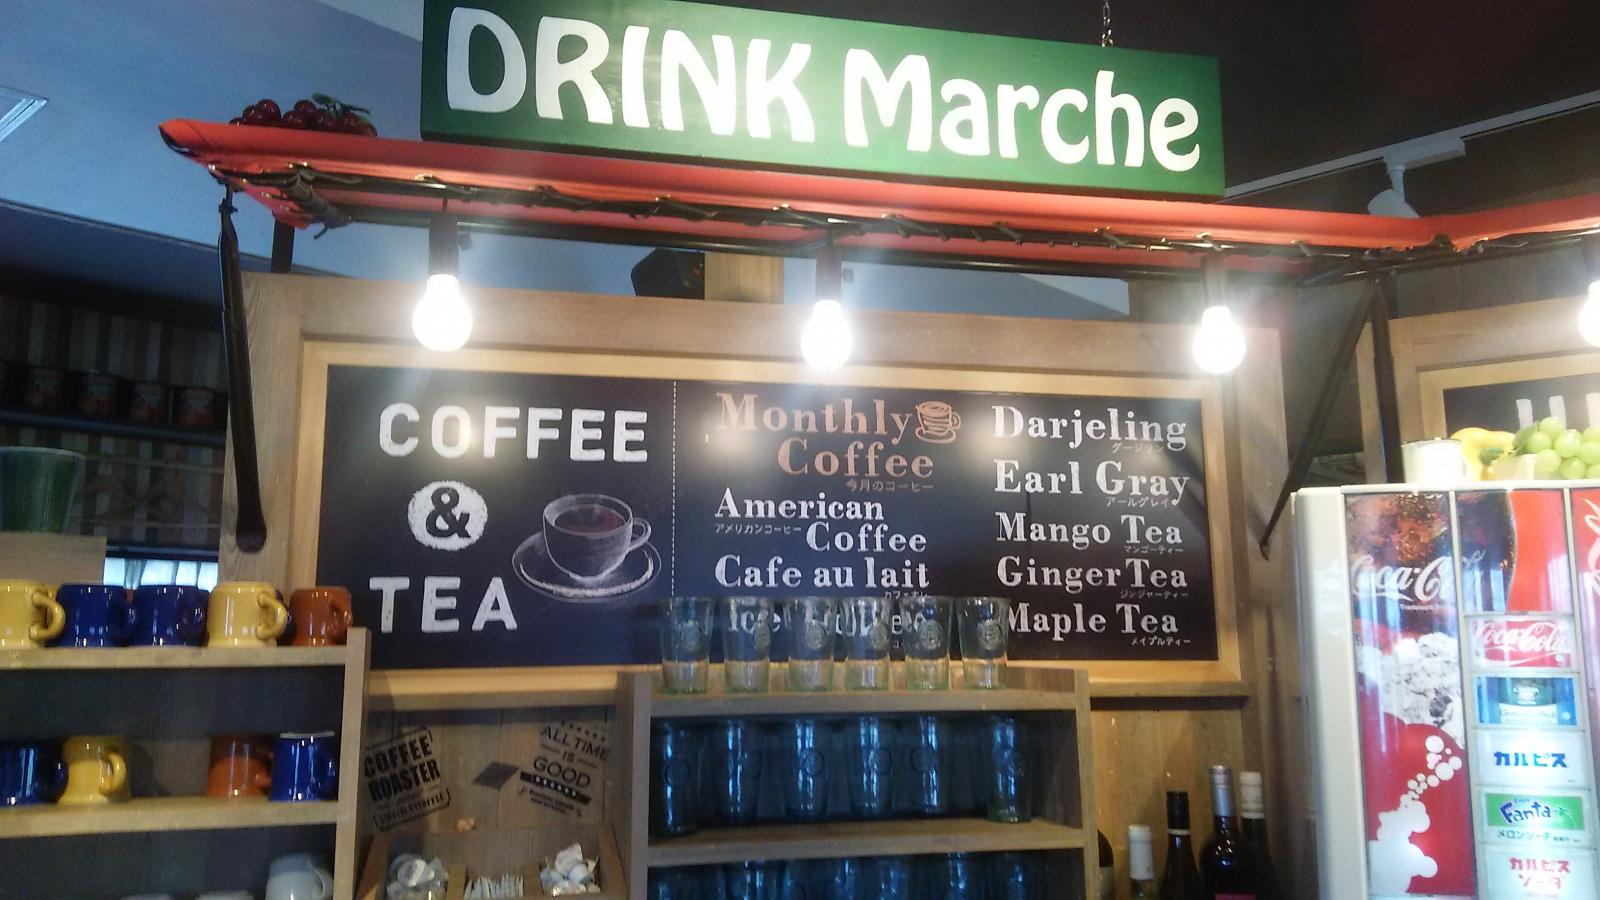 DRINK Marche
COFFEE
&
TEA
Monthly
Coffee
今月のコーヒー
American
アメリカンコーヒー
Coffee
Cafe au lait
カフェオレ
Ice
Darjeling
ダージリン
Earl Gray
アールグレイ
Mango Tea
マンゴーティー
Ginger Tea
ジンジャーティー
Maple Tea
メイプルティー
COFFEE
ROASTER
ALL TIME
IS
GOOD
Coca-Co
Coca-Cola
カルピス
Fanta
メロンソーダ
カルピス
ソーダ